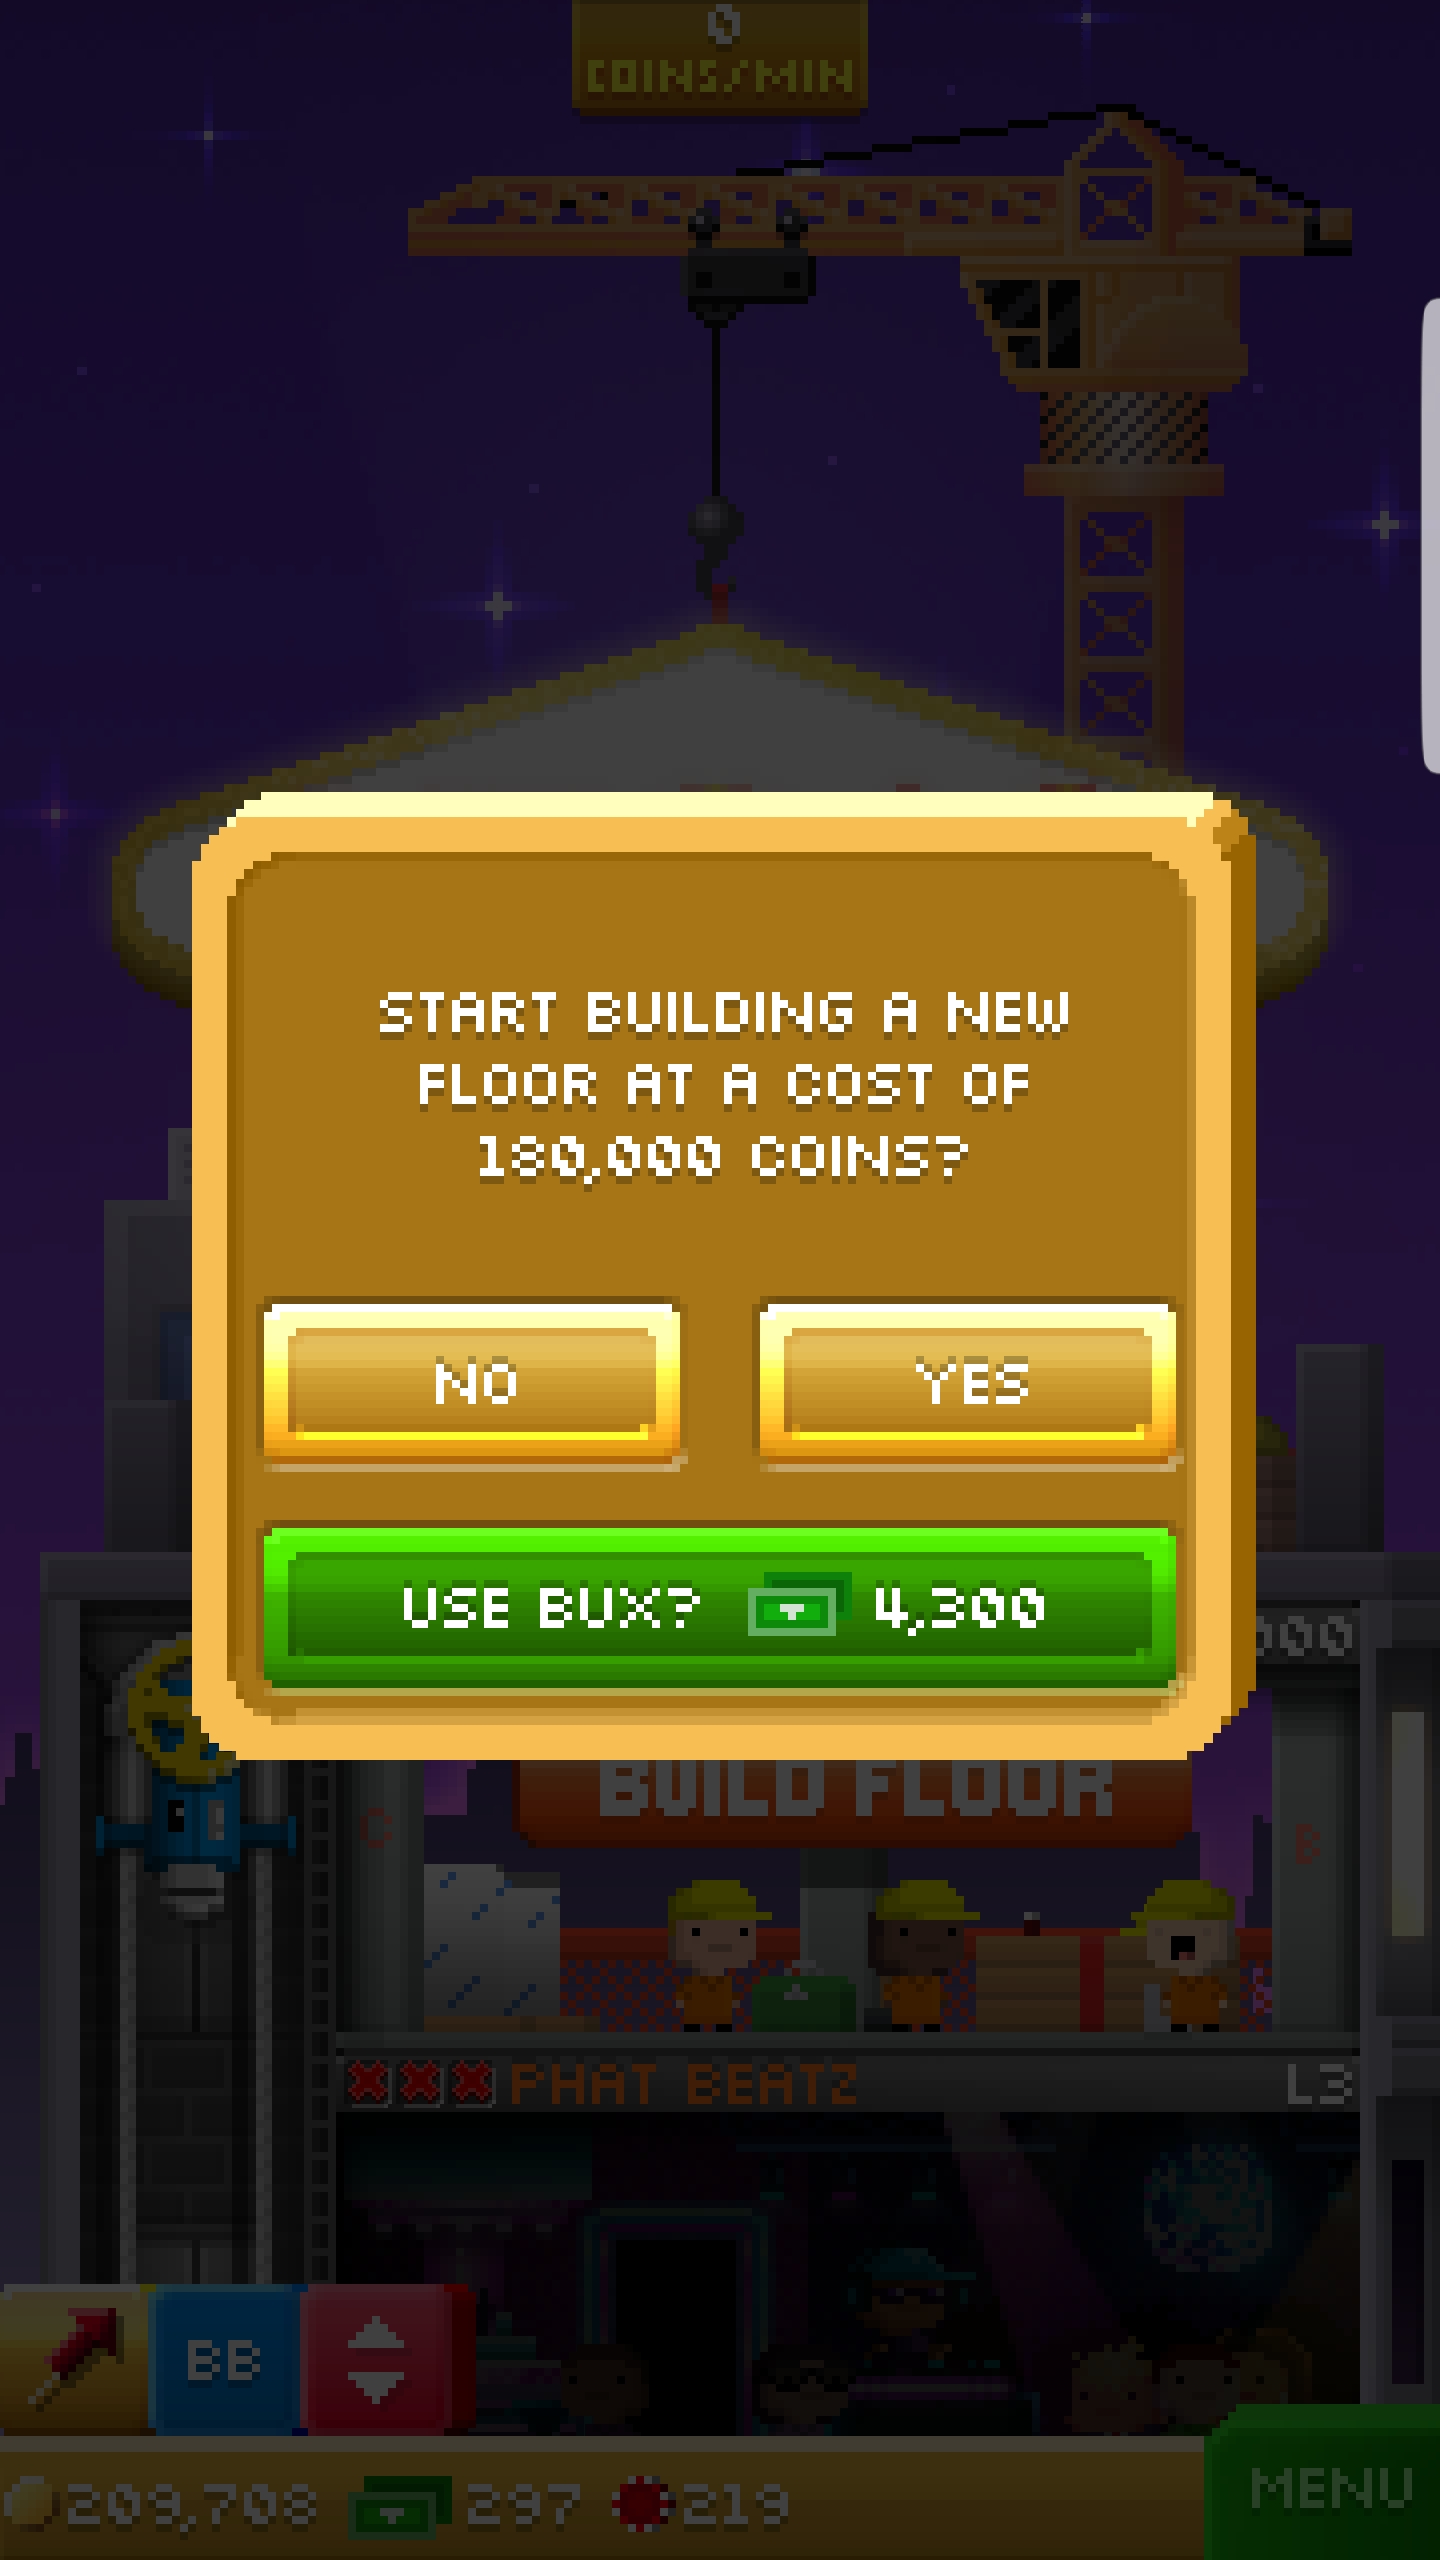 0
COINS/MIN
START BUILDING A NEW
FLOOR AT A COST OF
180,000 COINS?
NO
YES
USE BUX? 4,300
000
BUILD FLOOR
C
B
PHAT BEATZ
L3
BB
209,708
297
219
MENU